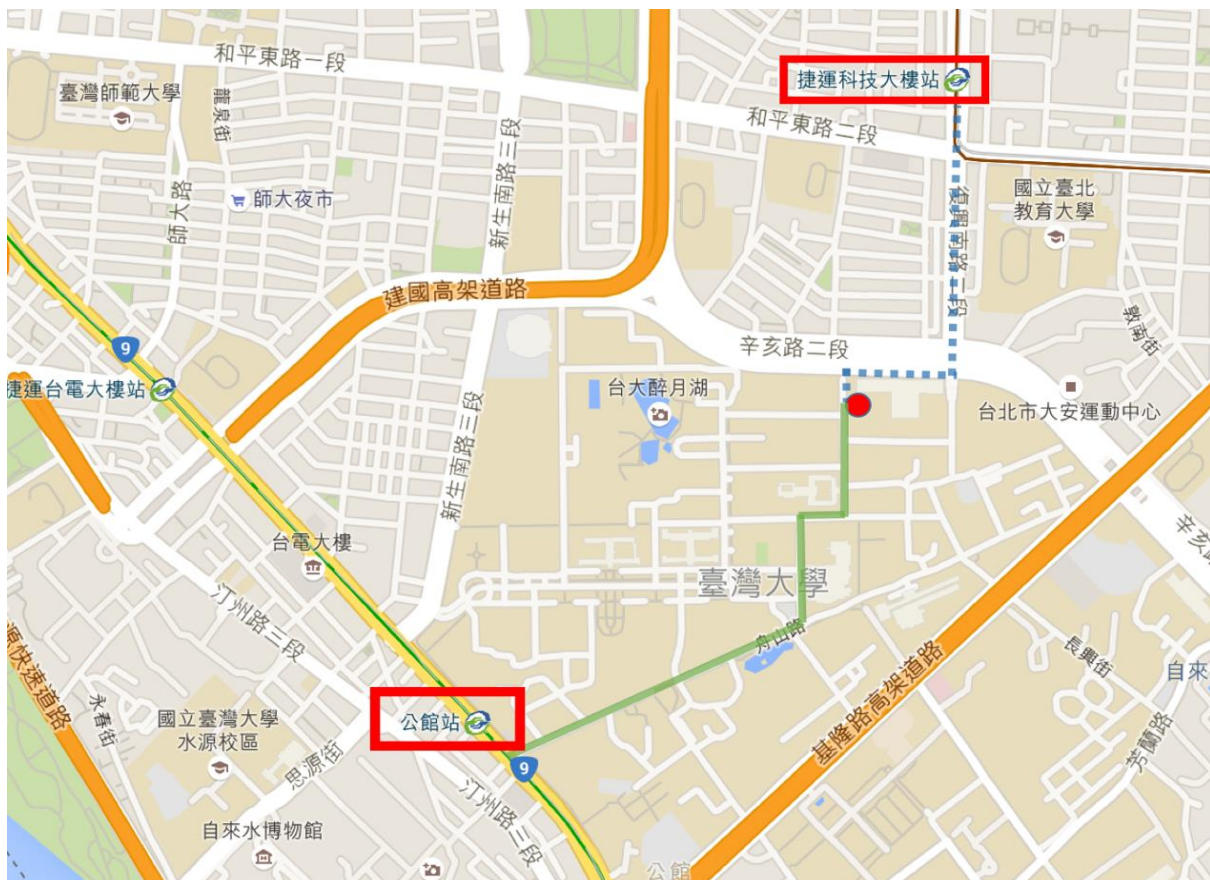 和平東路一段
捷運科技大樓站
臺灣師範大學
龍泉街
和平東路二段
新生南路三段
師大路
師大夜市
國立臺北
教育大學
復興南路二段
建國高架道路
敦南街
9
辛亥路二段
捷運台電大樓站
台大醉月湖
台北市大安運動中心
新生南路三段
辛亥路
台電大樓
臺灣大學
汀州路三段
舟山路
長興街
自來
源快速道路
永春街
國立臺灣大學
水源校區
公館站
思源街
9
基隆路高架道路
芳蘭路
汀州路三段
自來水博物館
公館